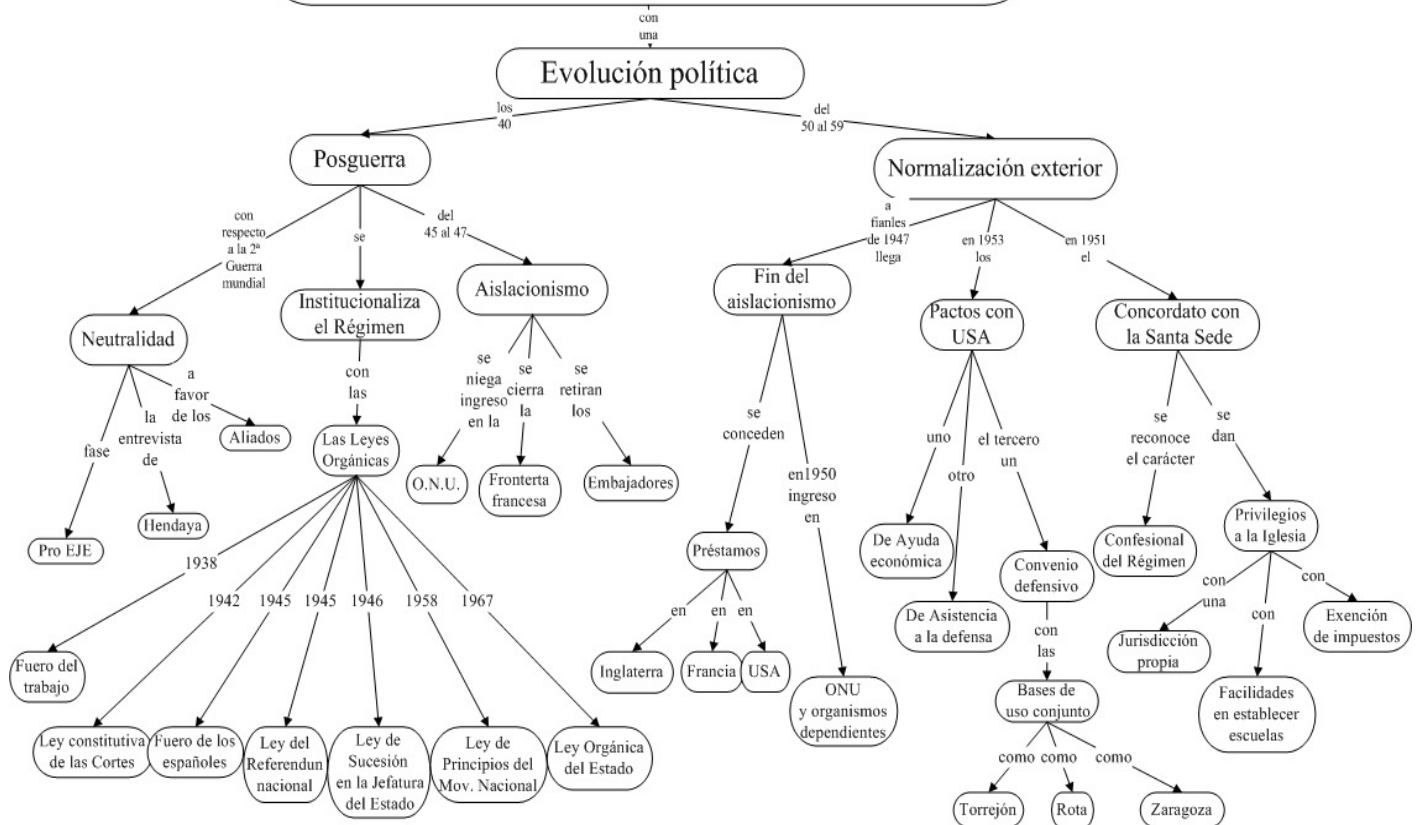 con
una
Evolución política
los
40
del
50 al 59
Posguerra
Normalización exterior
con
respecto
a la 2ª
Guerra
mundial
se
del
45 al 47
a
fianles
de 1947
llega
en 1953
los
en 1951
el
Neutralidad
Institucionaliza
el Régimen
Aislacionismo
Fin del
aislacionismo
Pactos con
USA
Concordato con
la Santa Sede
fase
la
entrevista
de
a
favor
de los
con
las
se
niega
ingreso
en la
se
cierra
la
se
retiran
los
se
conceden
en1950
ingreso
en
uno
otro
el tercero
un
se
reconoce
el carácter
se
dan
Pro EJE
Hendaya
Aliados
Las Leyes
Orgánicas
O.N.U.
Fronterta
francesa
Embajadores
Préstamos
De Ayuda
económica
De Asistencia
a la defensa
Convenio
defensivo
Confesional
del Régimen
Privilegios
a la Iglesia
1938
1942
1945
1945
1946
1958
1967
en
en
en
con
las
con
una
con
con
Fuero del
trabajo
Ley constitutiva
de las Cortes
Fuero de los
españoles
Ley del
Referendun
nacional
Ley de
Sucesión
en la Jefatura
del Estado
Ley de
Principios del
Mov. Nacional
Ley Orgánica
del Estado
Inglaterra
Francia
USA
ONU
y organismos
dependientes
Bases de
uso conjunto
Jurisdicción
propia
Facilidades
en establecer
escuelas
Exención
de impuestos
como
como
como
Torrejón
Rota
Zaragoza